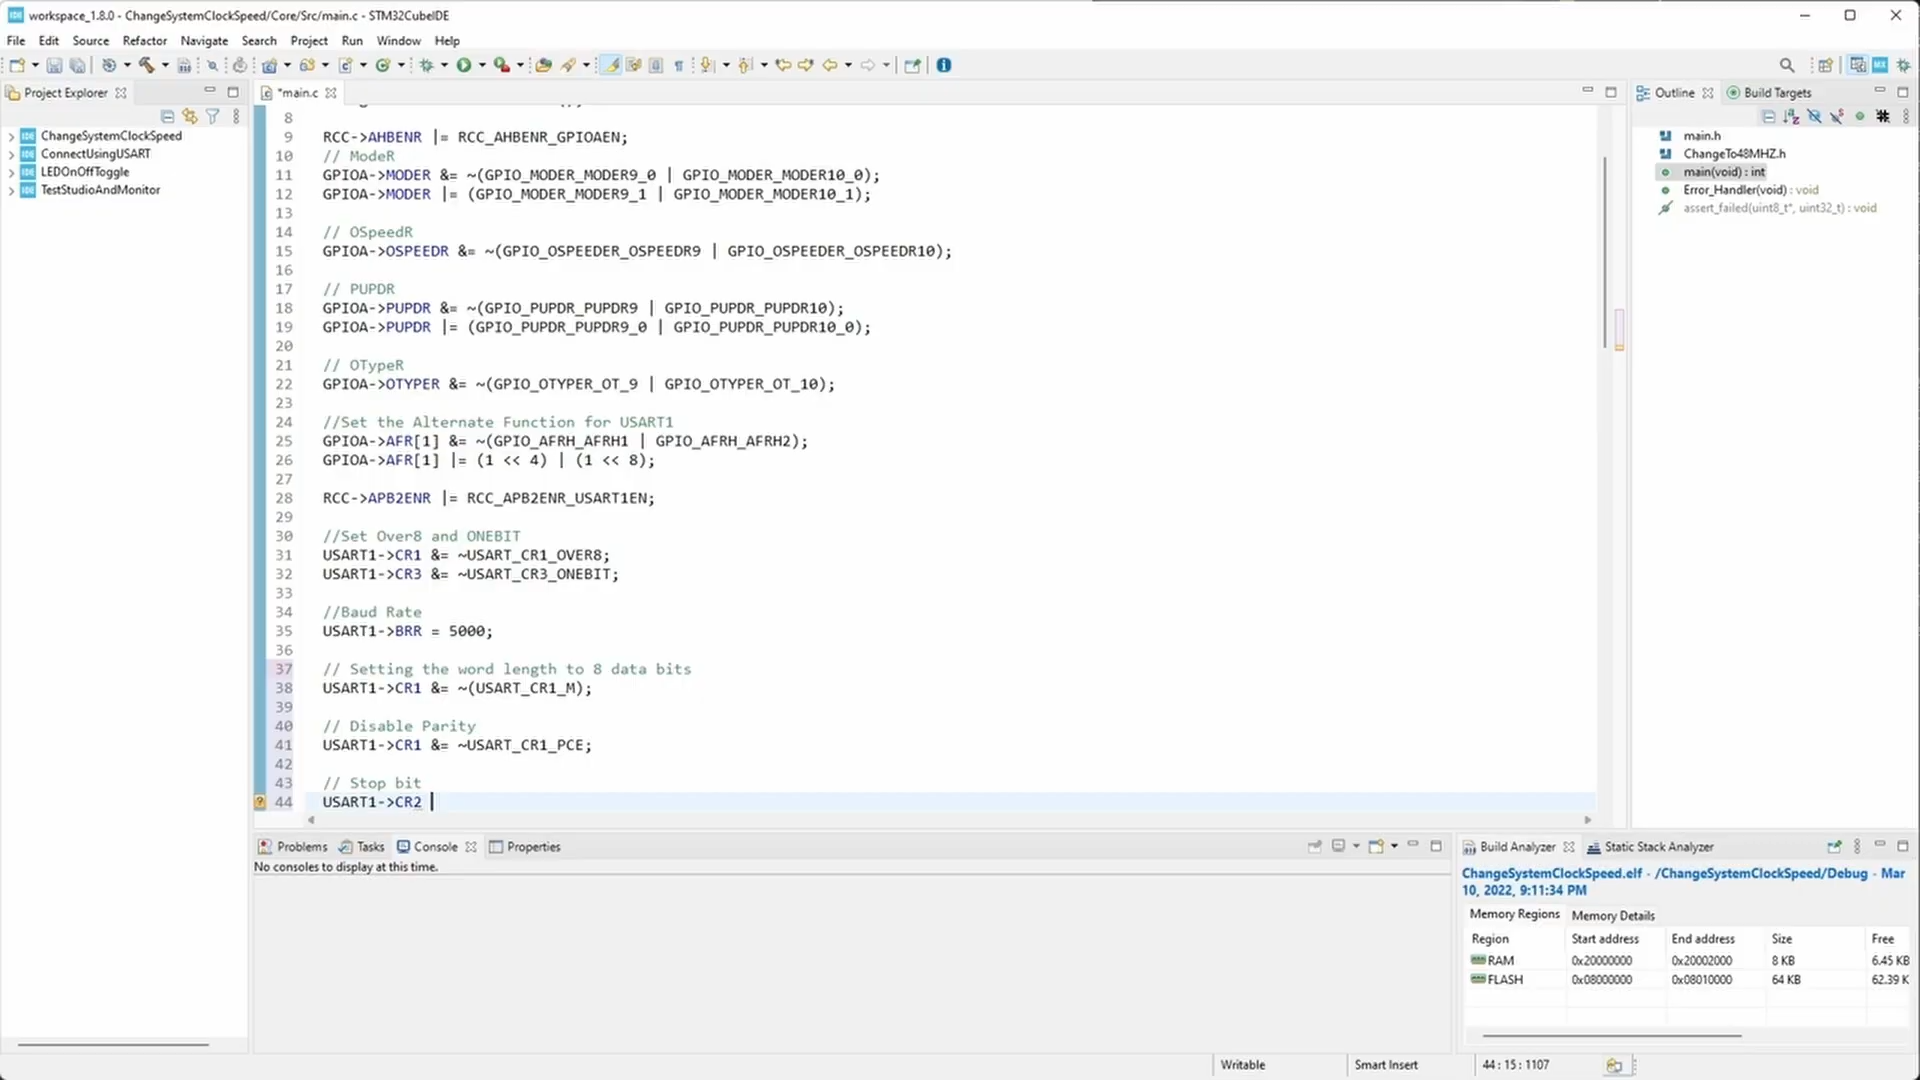 workspace_1.8.0 - ChangeSystemClockSpeed/Core/Src/main.c - STM32CubeIDE
File Edit Source Refactor Navigate Search Project Run Window Help
Project Explorer
ChangeSystemClockSpeed
ConnectUsingUSART
LEDOnOffToggle
TestStudioAndMonitor
*main.c
8
9 RCC->AHBENR |= RCC_AHBENR_GPIOAEN;
10 // ModeR
11 GPIOA->MODER &= ~(GPIO_MODER_MODER9_0 | GPIO_MODER_MODER10_0);
12 GPIOA->MODER |= (GPIO_MODER_MODER9_1 | GPIO_MODER_MODER10_1);
13
14 // OSpeedR
15 GPIOA->OSPEEDR &= ~(GPIO_OSPEEDER_OSPEEDR9 | GPIO_OSPEEDER_OSPEEDR10);
16
17 // PUPDR
18 GPIOA->PUPDR &= ~(GPIO_PUPDR_PUPDR9 | GPIO_PUPDR_PUPDR10);
19 GPIOA->PUPDR |= (GPIO_PUPDR_PUPDR9_0 | GPIO_PUPDR_PUPDR10_0);
20
21 // OTypeR
22 GPIOA->OTYPER &= ~(GPIO_OTYPER_OT_9 | GPIO_OTYPER_OT_10);
23
24 //Set the Alternate Function for USART1
25 GPIOA->AFR[1] &= ~(GPIO_AFRH_AFRH1 | GPIO_AFRH_AFRH2);
26 GPIOA->AFR[1] |= (1 << 4) | (1 << 8);
27
28 RCC->APB2ENR |= RCC_APB2ENR_USART1EN;
29
30 //Set Over8 and ONEBIT
31 USART1->CR1 &= ~USART_CR1_OVER8;
32 USART1->CR3 &= ~USART_CR3_ONEBIT;
33
34 //Baud Rate
35 USART1->BRR = 5000;
36
37 // Setting the word length to 8 data bits
38 USART1->CR1 &= ~(USART_CR1_M);
39
40 // Disable Parity
41 USART1->CR1 &= ~USART_CR1_PCE;
42
43 // Stop bit
44 USART1->CR2
Outline Build Targets
main.h
ChangeTo48MHZ.h
main(void) : int
Error_Handler(void) : void
assert_failed(uint8_t*, uint32_t) : void
Problems Tasks Console Properties
No consoles to display at this time.
Build Analyzer Static Stack Analyzer
ChangeSystemClockSpeed.elf - /ChangeSystemClockSpeed/Debug - Mar
10, 2022, 9:11:34 PM
Memory Regions Memory Details
Region Start address End address Size Free
RAM 0x20000000 0x20002000 8 KB 6.45 KB
FLASH 0x08000000 0x08010000 64 KB 62.39 K
Writable Smart Insert 44 : 15 : 1107